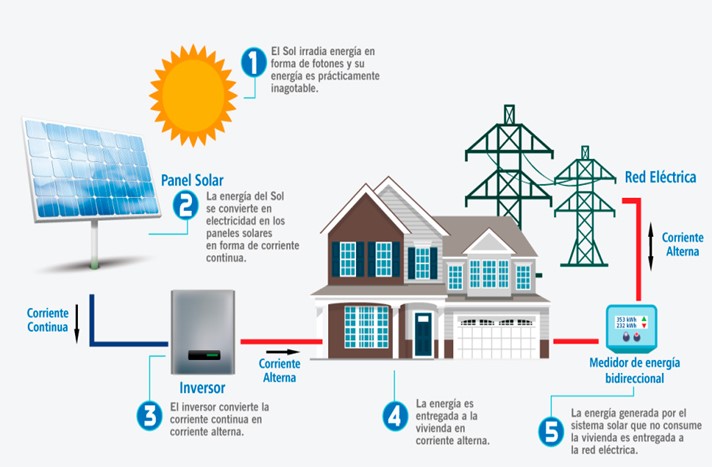 1
El Sol irradia energía en
forma de fotones y su
energía es prácticamente
inagotable.
Panel Solar
2
La energía del Sol
se convierte en
electricidad en los
paneles solares
en forma de corriente
continua.
Red Eléctrica
Corriente
Alterna
Corriente
Continua
353 kWh
232 kWh
Corriente
Alterna
Medidor de energía
bidireccional
Inversor
3
El inversor convierte la
corriente continua en
corriente alterna.
4
La energía es
entregada a la
vivienda en
corriente alterna.
5
La energía generada por el
sistema solar que no consume
la vivienda es entregada a
la red eléctrica.